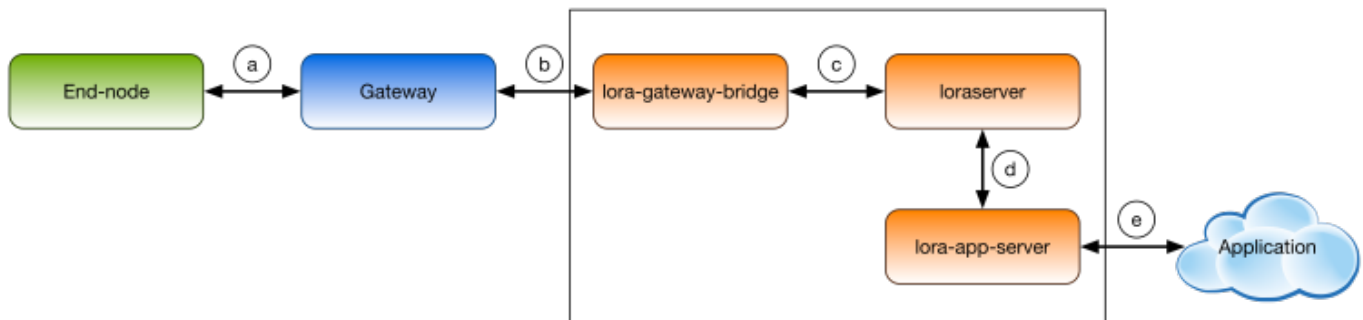 a
b
c
End-node
Gateway
lora-gateway-bridge
loraserver
d
e
lora-app-server
Application